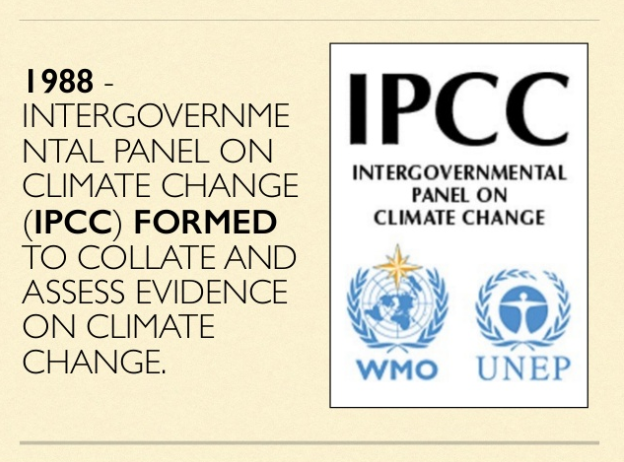 1988 -
INTERGOVERNME
NTAL PANEL ON
CLIMATE CHANGE
(IPCC) FORMED
TO COLLATE AND
ASSESS EVIDENCE
ON CLIMATE
CHANGE.
IPCC
INTERGOVERNMENTAL
PANEL ON
CLIMATE CHANGE
WMO
UNEP